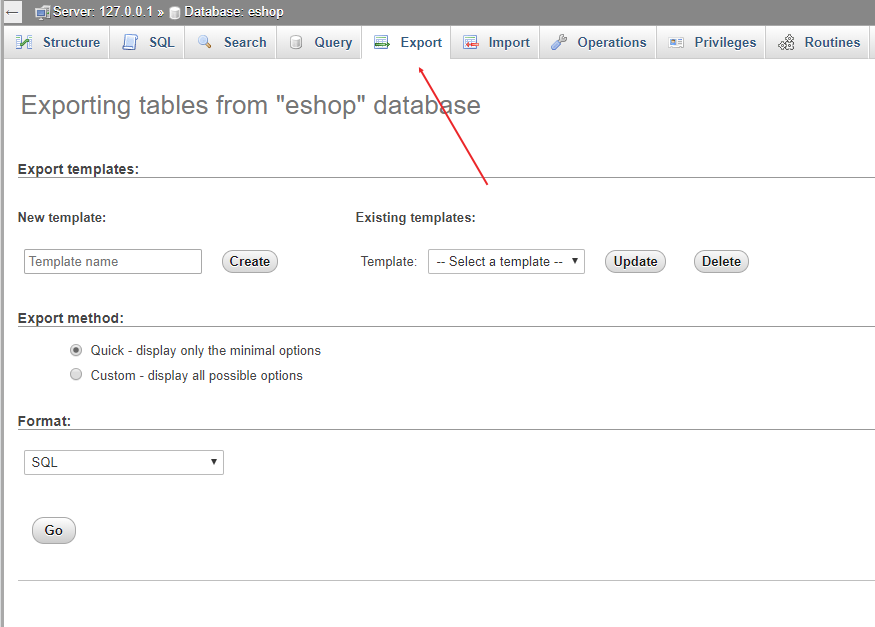 Server: 127.0.0.1 » Database: eshop
Structure SQL Search Query Export Import Operations Privileges Routines
Exporting tables from "eshop" database
Export templates:
New template: Existing templates:
Template name Create Template: -- Select a template -- Update Delete
Export method:
Quick - display only the minimal options
Custom - display all possible options
Format:
SQL
Go